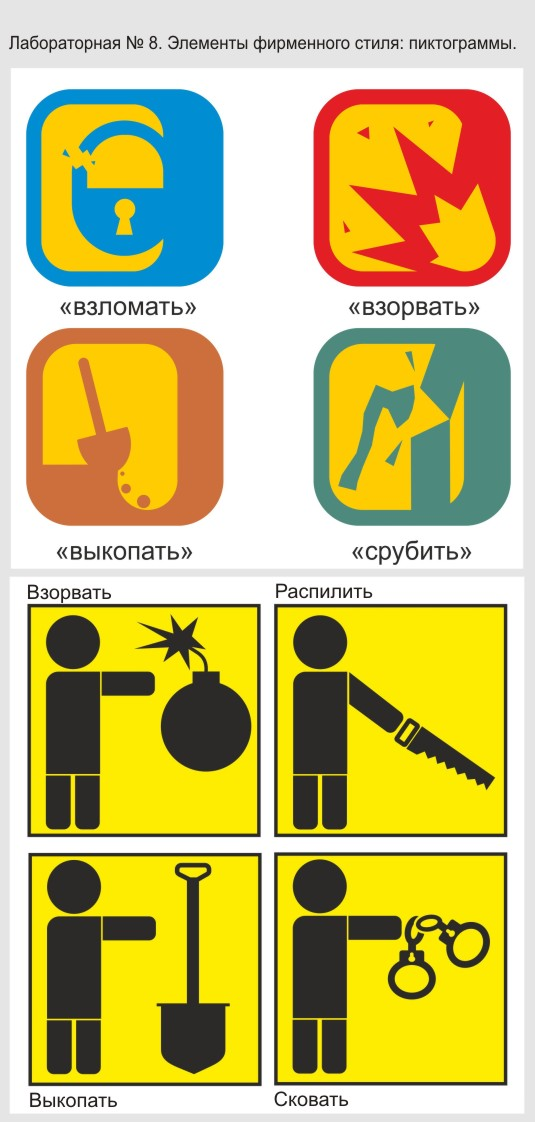 Лабораторная № 8. Элементы фирменного стиля: пиктограммы.
«взломать»
«взорвать»
«выкопать»
«срубить»
Взорвать
Распилить
Выкопать
Сковать